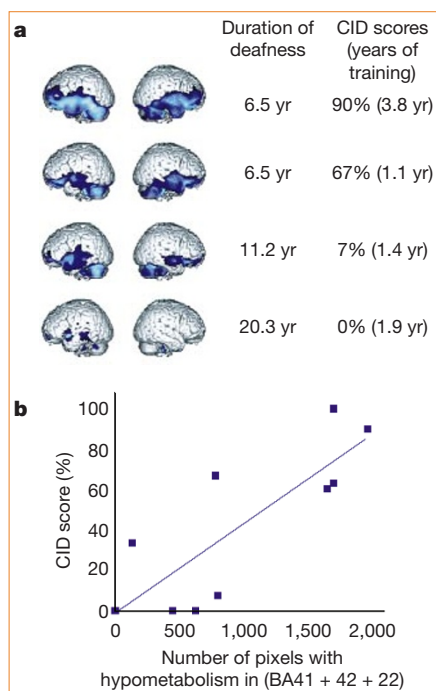 a
Duration of deafness
CID scores (years of training)
6.5 yr 90% (3.8 yr)
6.5 yr 67% (1.1 yr)
11.2 yr 7% (1.4 yr)
20.3 yr 0% (1.9 yr)
b
CID score (%)
100
80
60
40
20
0
0 500 1,000 1,500 2,000
Number of pixels with
hypometabolism in (BA41 + 42 + 22)